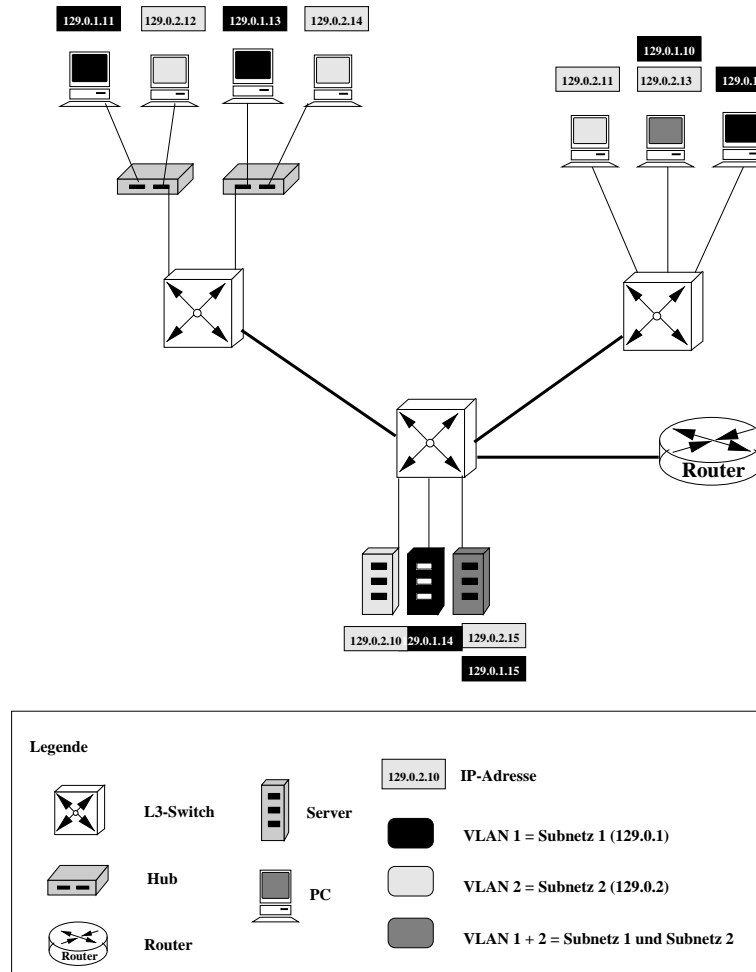 129.0.1.11
129.0.2.12
129.0.1.13
129.0.2.14
129.0.1.10
129.0.2.11
129.0.2.13
Router
129.0.2.10
29.0.1.14
129.0.2.15
129.0.1.15
Legende
L3-Switch
Server
129.0.2.10
IP-Adresse
VLAN 1 = Subnetz 1 (129.0.1)
Hub
PC
VLAN 2 = Subnetz 2 (129.0.2)
Router
Router
VLAN 1 + 2 = Subnetz 1 und Subnetz 2